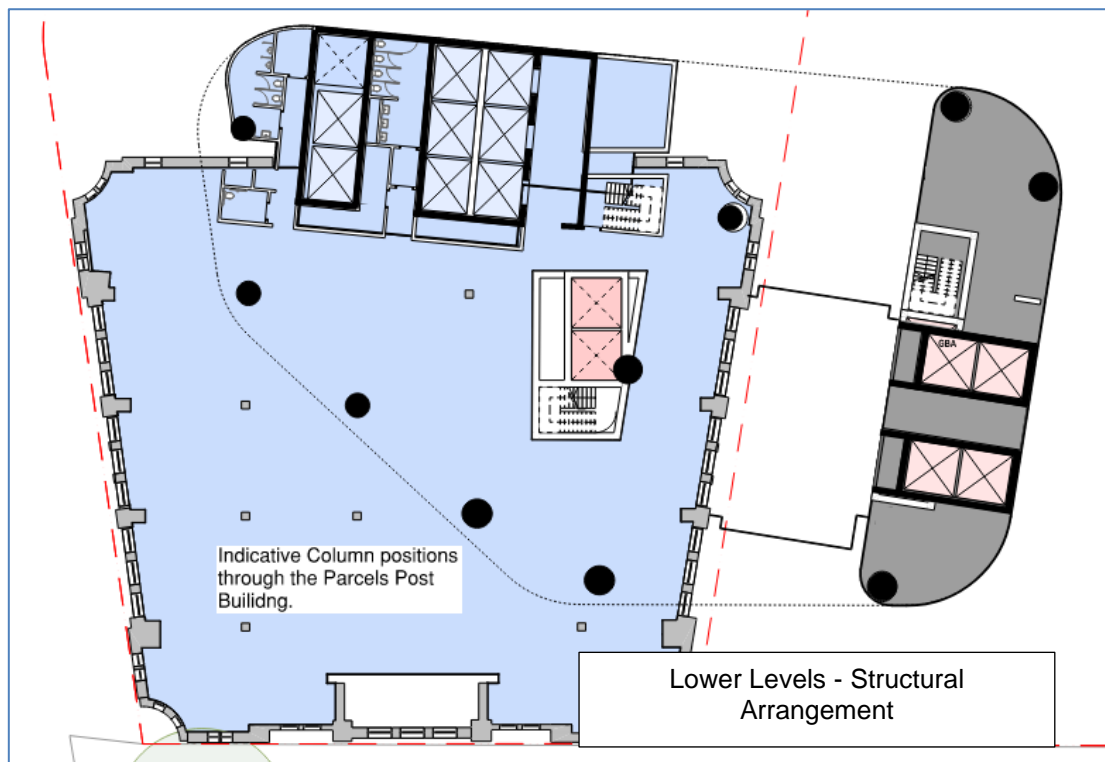 GBA
Indicative Column positions
through the Parcels Post
Builidng.
Lower Levels - Structural
Arrangement